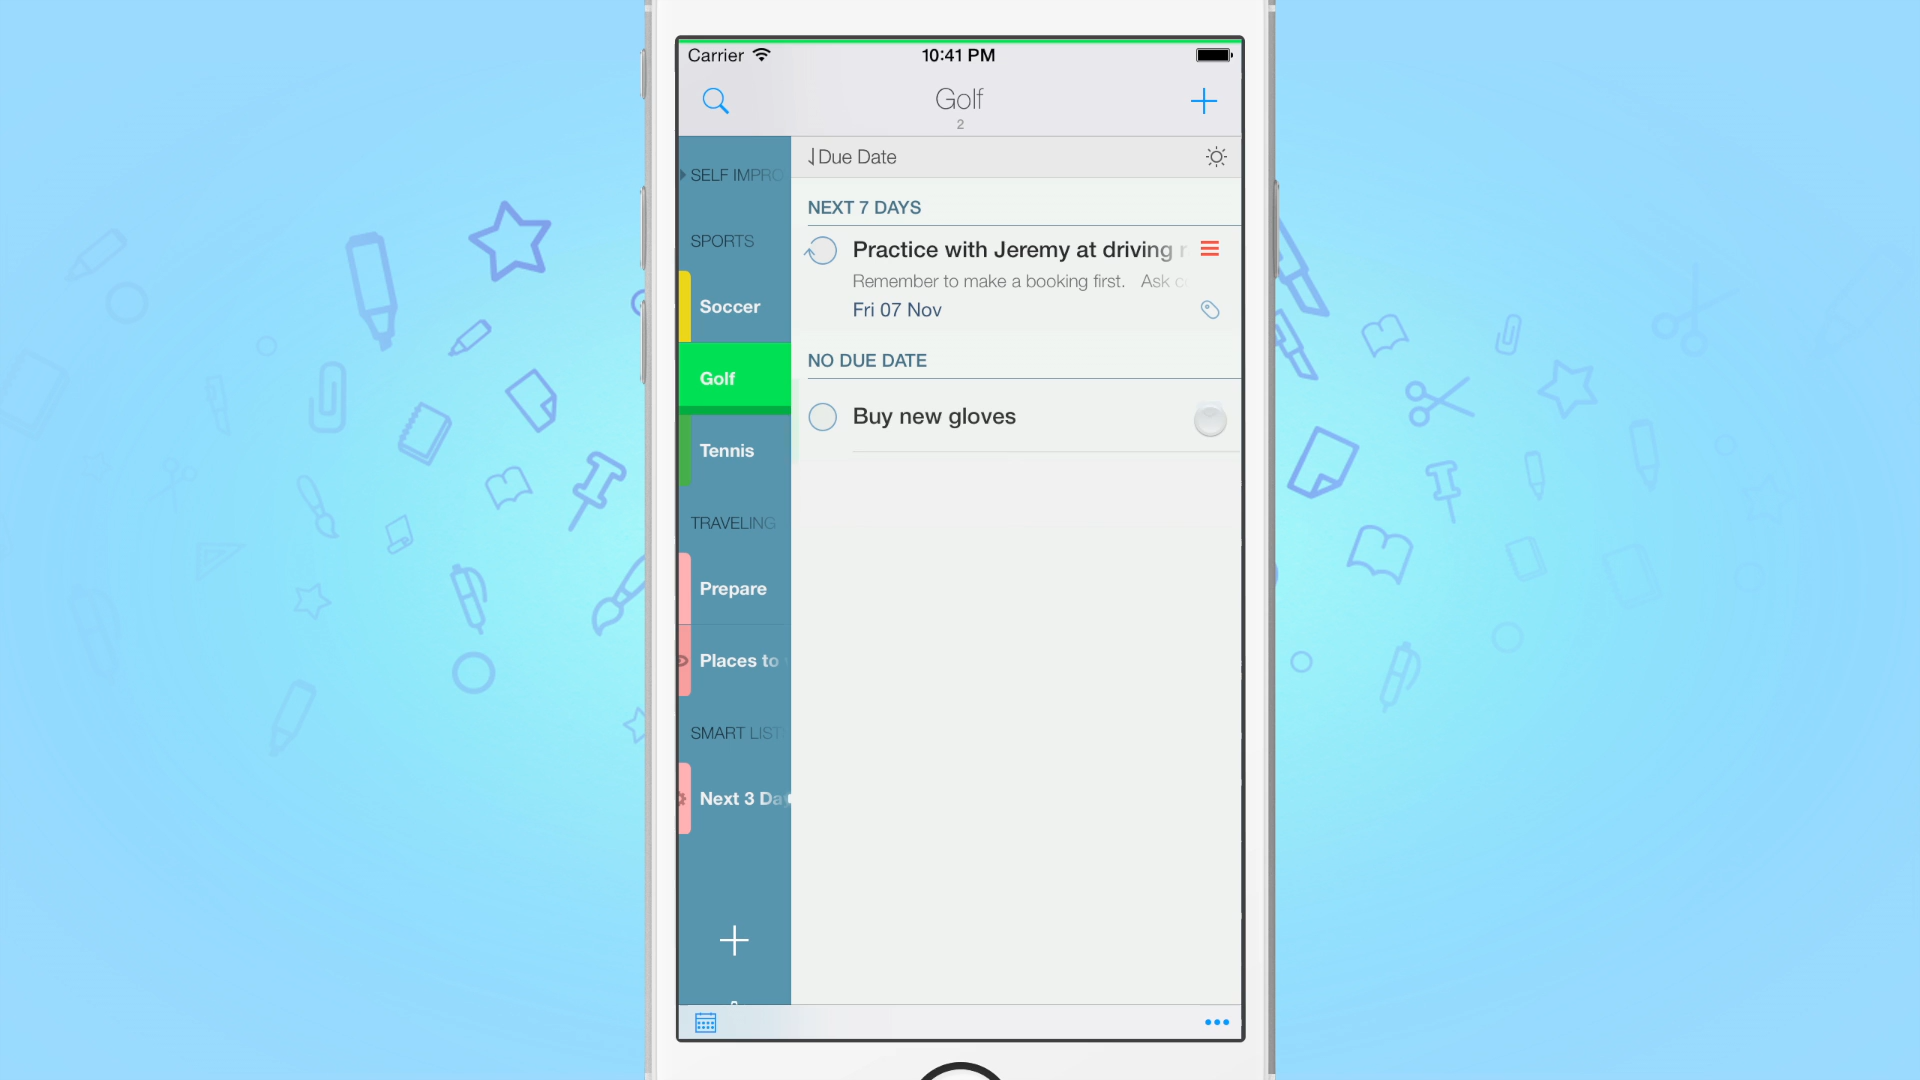 Carrier 10:41 PM
Golf
2
Due Date
SELF IMPRO
SPORTS
Soccer
Golf
Tennis
TRAVELING
Prepare
Places to
SMART LIST
Next 3 Da
NEXT 7 DAYS
Practice with Jeremy at driving
Remember to make a booking first. Ask
Fri 07 Nov
NO DUE DATE
Buy new gloves